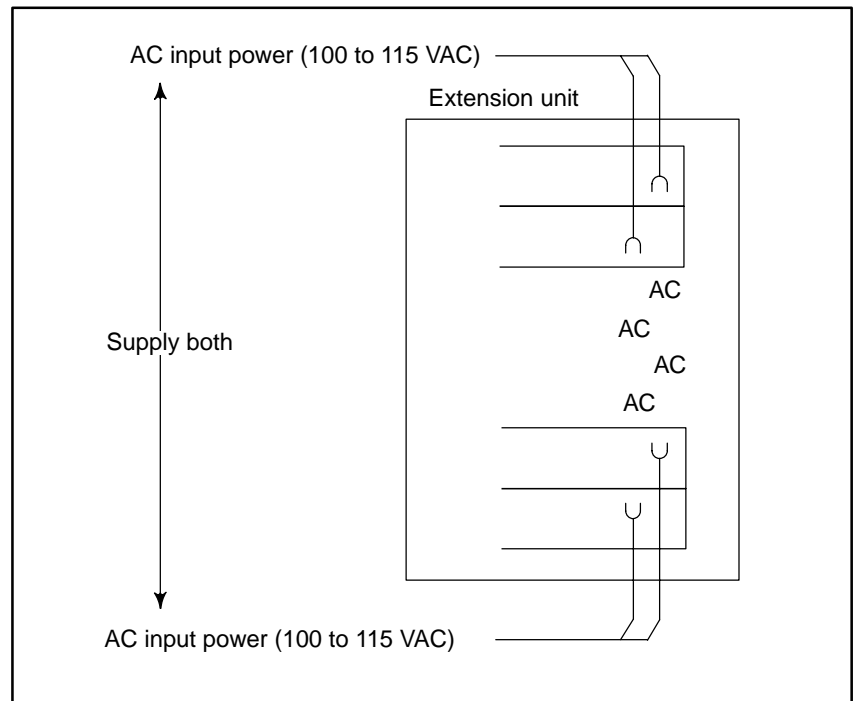 AC input power (100 to 115 VAC)
Extension unit
AC
AC
Supply both
AC
AC
AC input power (100 to 115 VAC)